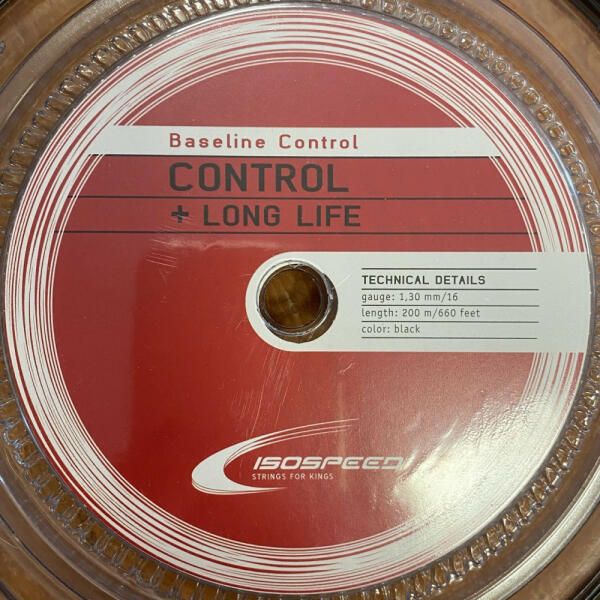 Baseline Control
CONTROL
+ LONG LIFE
TECHNICAL DETAILS
gauge: 1,30 mm/16
length: 200 m/660 feet
color: black
ISOSPEED
STRINGS FOR KINGS